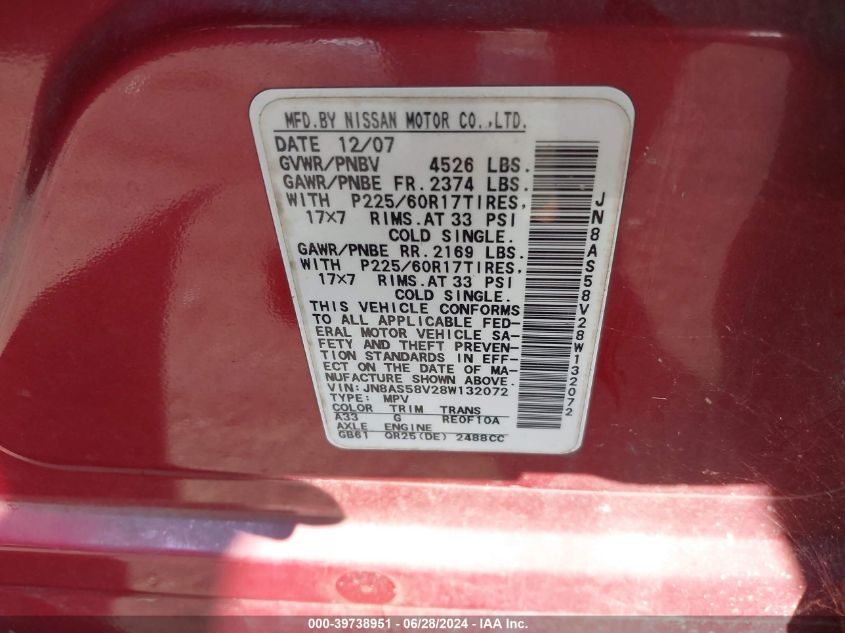 MFD.BY NISSAN MOTOR CO.,LTD.
DATE 12/07
GVWR/PNBV 4526 LBS.
GAWR/PNBE FR. 2374 LBS.
WITH P225/60R17TIRES,
17×7 RIMS.AT 33 PSI
COLD SINGLE.
GAWR/PNBE RR. 2169 LBS.
WITH P225/60R17TIRES,
17×7 RIMS.AT 33 PSI
COLD SINGLE.
THIS VEHICLE CONFORMS
TO ALL APPLICABLE FED-
ERAL MOTOR VEHICLE SA-
FETY AND THEFT PREVEN-
TION STANDARDS IN EFF-
ECT ON THE DATE OF MA-
NUFACTURE SHOWN ABOVE.
VIN:JN8AS58V28W132072
TYPE: MPV
COLOR TRIM TRANS
A33 G RE0F10A
AXLE ENGINE
GB61 QR25(DE) 2488CC
JN8AS58V28W132072
000-39738951 / 06/28/2024 - IAA Inc.